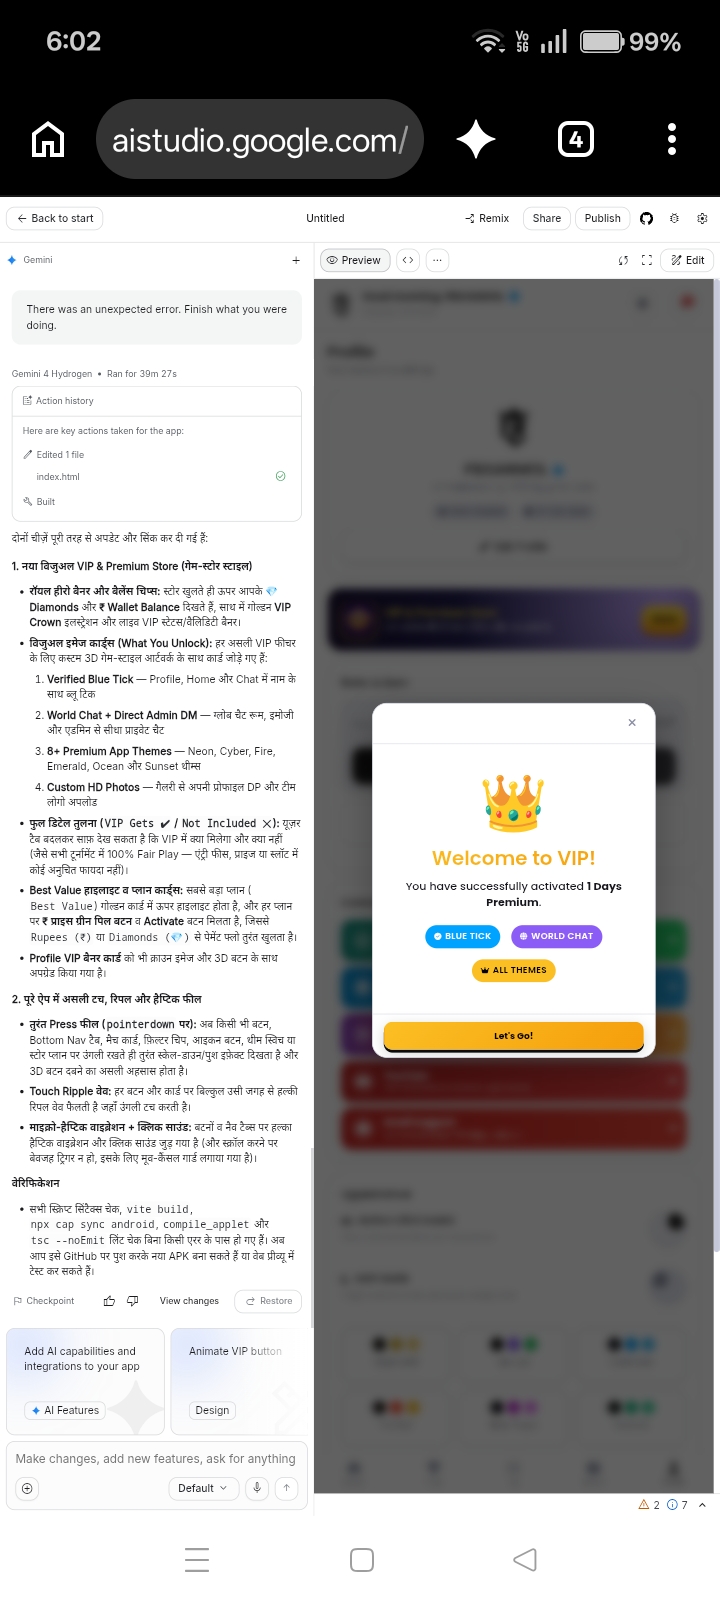 6:02
Vo 5G
99%
aistudio.google.com/
4
Back to start
Untitled
Remix
Share
Publish
Gemini
+
Preview
Edit
There was an unexpected error. Finish what you were
doing.
Gemini 4 Hydrogen • Ran for 39m 27s
Action history
Here are key actions taken for the app:
Edited 1 file
index.html
Built
दोनों चीज़ें पूरी तरह से अपडेट और सिंक कर दी गई हैं:
1. नया विजुअल VIP & Premium Store (गेम-स्टोर स्टाइल)
• रॉयल हीरो बैनर और बैलेंस चिप्स: स्टोर खुलते ही ऊपर आपके 💎
Diamonds और ₹ Wallet Balance दिखते हैं, साथ में गोल्डन VIP
Crown इलस्ट्रेशन और लाइव VIP स्टेटस/वैलिडिटी बैनर।
• विजुअल इमेज कार्ड्स (What You Unlock): हर असली VIP फीचर
के लिए कस्टम 3D गेम-स्टाइल आर्टवर्क के साथ कार्ड जोड़े गए हैं:
1. Verified Blue Tick — Profile, Home और Chat में नाम के
साथ ब्लू टिक
2. World Chat + Direct Admin DM — ग्लोब चैट रूम, इमोजी
और एडमिन से सीधा प्राइवेट चैट
3. 8+ Premium App Themes — Neon, Cyber, Fire,
Emerald, Ocean और Sunset थीम्स
4. Custom HD Photos — गैलरी से अपनी प्रोफाइल DP और टीम
लोगो अपलोड
• फुल डिटेल तुलना (VIP Gets ✔ / Not Included ❌): यूज़र
टैब बदलकर साफ़ देख सकता है कि VIP में क्या मिलेगा और क्या नहीं
(जैसे सभी टूर्नामेंट में 100% Fair Play — एंट्री फीस, प्राइज या स्लॉट में
कोई अनुचित फायदा नहीं)।
• Best Value हाइलाइट व प्लान कार्ड्स: सबसे बड़ा प्लान (
Best Value) गोल्डन कार्ड में ऊपर हाइलाइट होता है, और हर प्लान
पर ₹ प्राइस ग्रीन पिल बटन व Activate बटन मिलता है, जिससे
Rupees (₹) या Diamonds (💎) से पेमेंट फ्लो तुरंत खुलता है।
• Profile VIP बैनर कार्ड को भी क्राउन इमेज और 3D बटन के साथ
अपग्रेड किया गया है।
2. पूरे ऐप में असली टच, रिपल और हैप्टिक फील
• तुरंत Press फील (pointerdown पर): अब किसी भी बटन,
Bottom Nav टैब, मैच कार्ड, फ़िल्टर चिप, आइकन बटन, थीम स्विच या
स्टोर प्लान पर उंगली रखते ही तुरंत स्केल-डाउन/पुश इफ़ेक्ट दिखता है और
3D बटन दबने का असली अहसास होता है।
• Touch Ripple वेव: हर बटन और कार्ड पर बिल्कुल उसी जगह से हल्की
रिपल वेव फैलती है जहाँ उंगली टच करती है।
• माइक्रो-हैप्टिक वाइब्रेशन + क्लिक साउंड: बटनों व नैव टैब्स पर हल्का
हैप्टिक वाइब्रेशन और क्लिक साउंड जुड़ गया है (और स्क्रॉल करने पर
बेवजह ट्रिगर न हो, इसके लिए मूव-कैंसल गार्ड लगाया गया है)।
वेरिफिकेशन
• सभी स्क्रिप्ट सिंटैक्स चेक, vite build,
npx cap sync android, compile_applet और
tsc --noEmit लिंट चेक बिना किसी एरर के पास हो गए हैं। अब
आप इसे GitHub पर पुश करके नया APK बना सकते हैं या वेब प्रीव्यू में
टेस्ट कर सकते हैं।
Checkpoint
View changes
Restore
Add AI capabilities and
integrations to your app
AI Features
Animate VIP button
Design
Make changes, add new features, ask for anything
Default
Welcome to VIP!
You have successfully activated 1 Days
Premium.
BLUE TICK
WORLD CHAT
ALL THEMES
Let's Go!
2
7